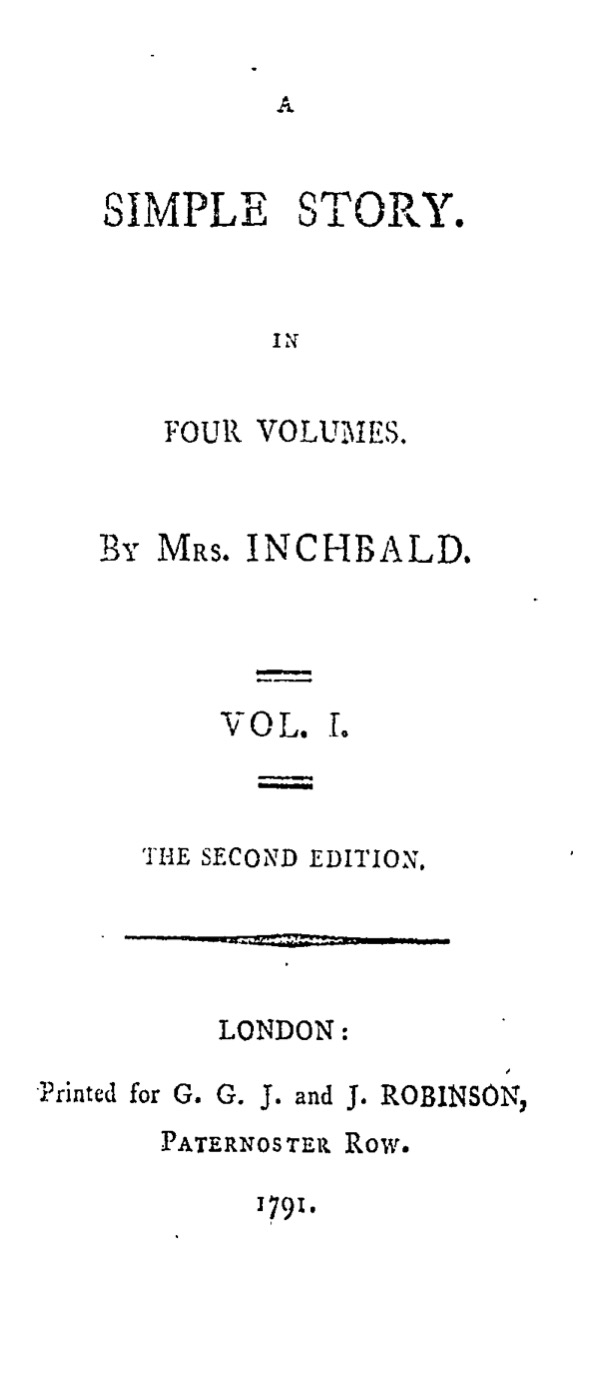 A
SIMPLE STORY.
IN
FOUR VOLUMES.
BY MRS. INCHBALD.
VOL. I.
THE SECOND EDITION.
LONDON:
Printed for G. G. J. and J. ROBINSON,
PATERNOSTER ROW.
1791.